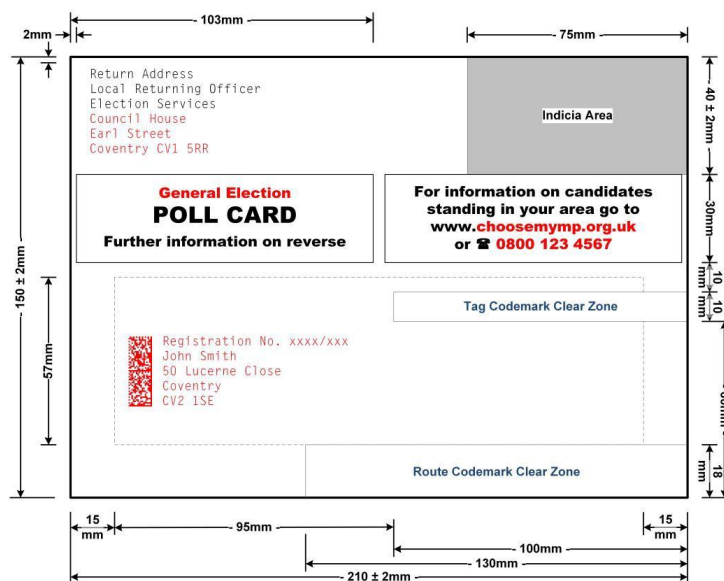 103mm
2mm
75mm
Return Address
Local Returning Officer
Election Services
Council House
Earl Street
Coventry CV1 5RR
Indicia Area
40 ± 2mm
General Election
POLL CARD
Further information on reverse
For information on candidates
standing in your area go to
www.choosemymp.org.uk
or ☎ 0800 123 4567
30mm
150 ± 2mm
10
mm
10
mm
Tag Codemark Clear Zone
57mm
Registration No. xxxx/xxx
John Smith
50 Lucerne Close
Coventry
CV2 1SE
Route Codemark Clear Zone
18
mm
15
mm
95mm
15
mm
100mm
130mm
210 ± 2mm